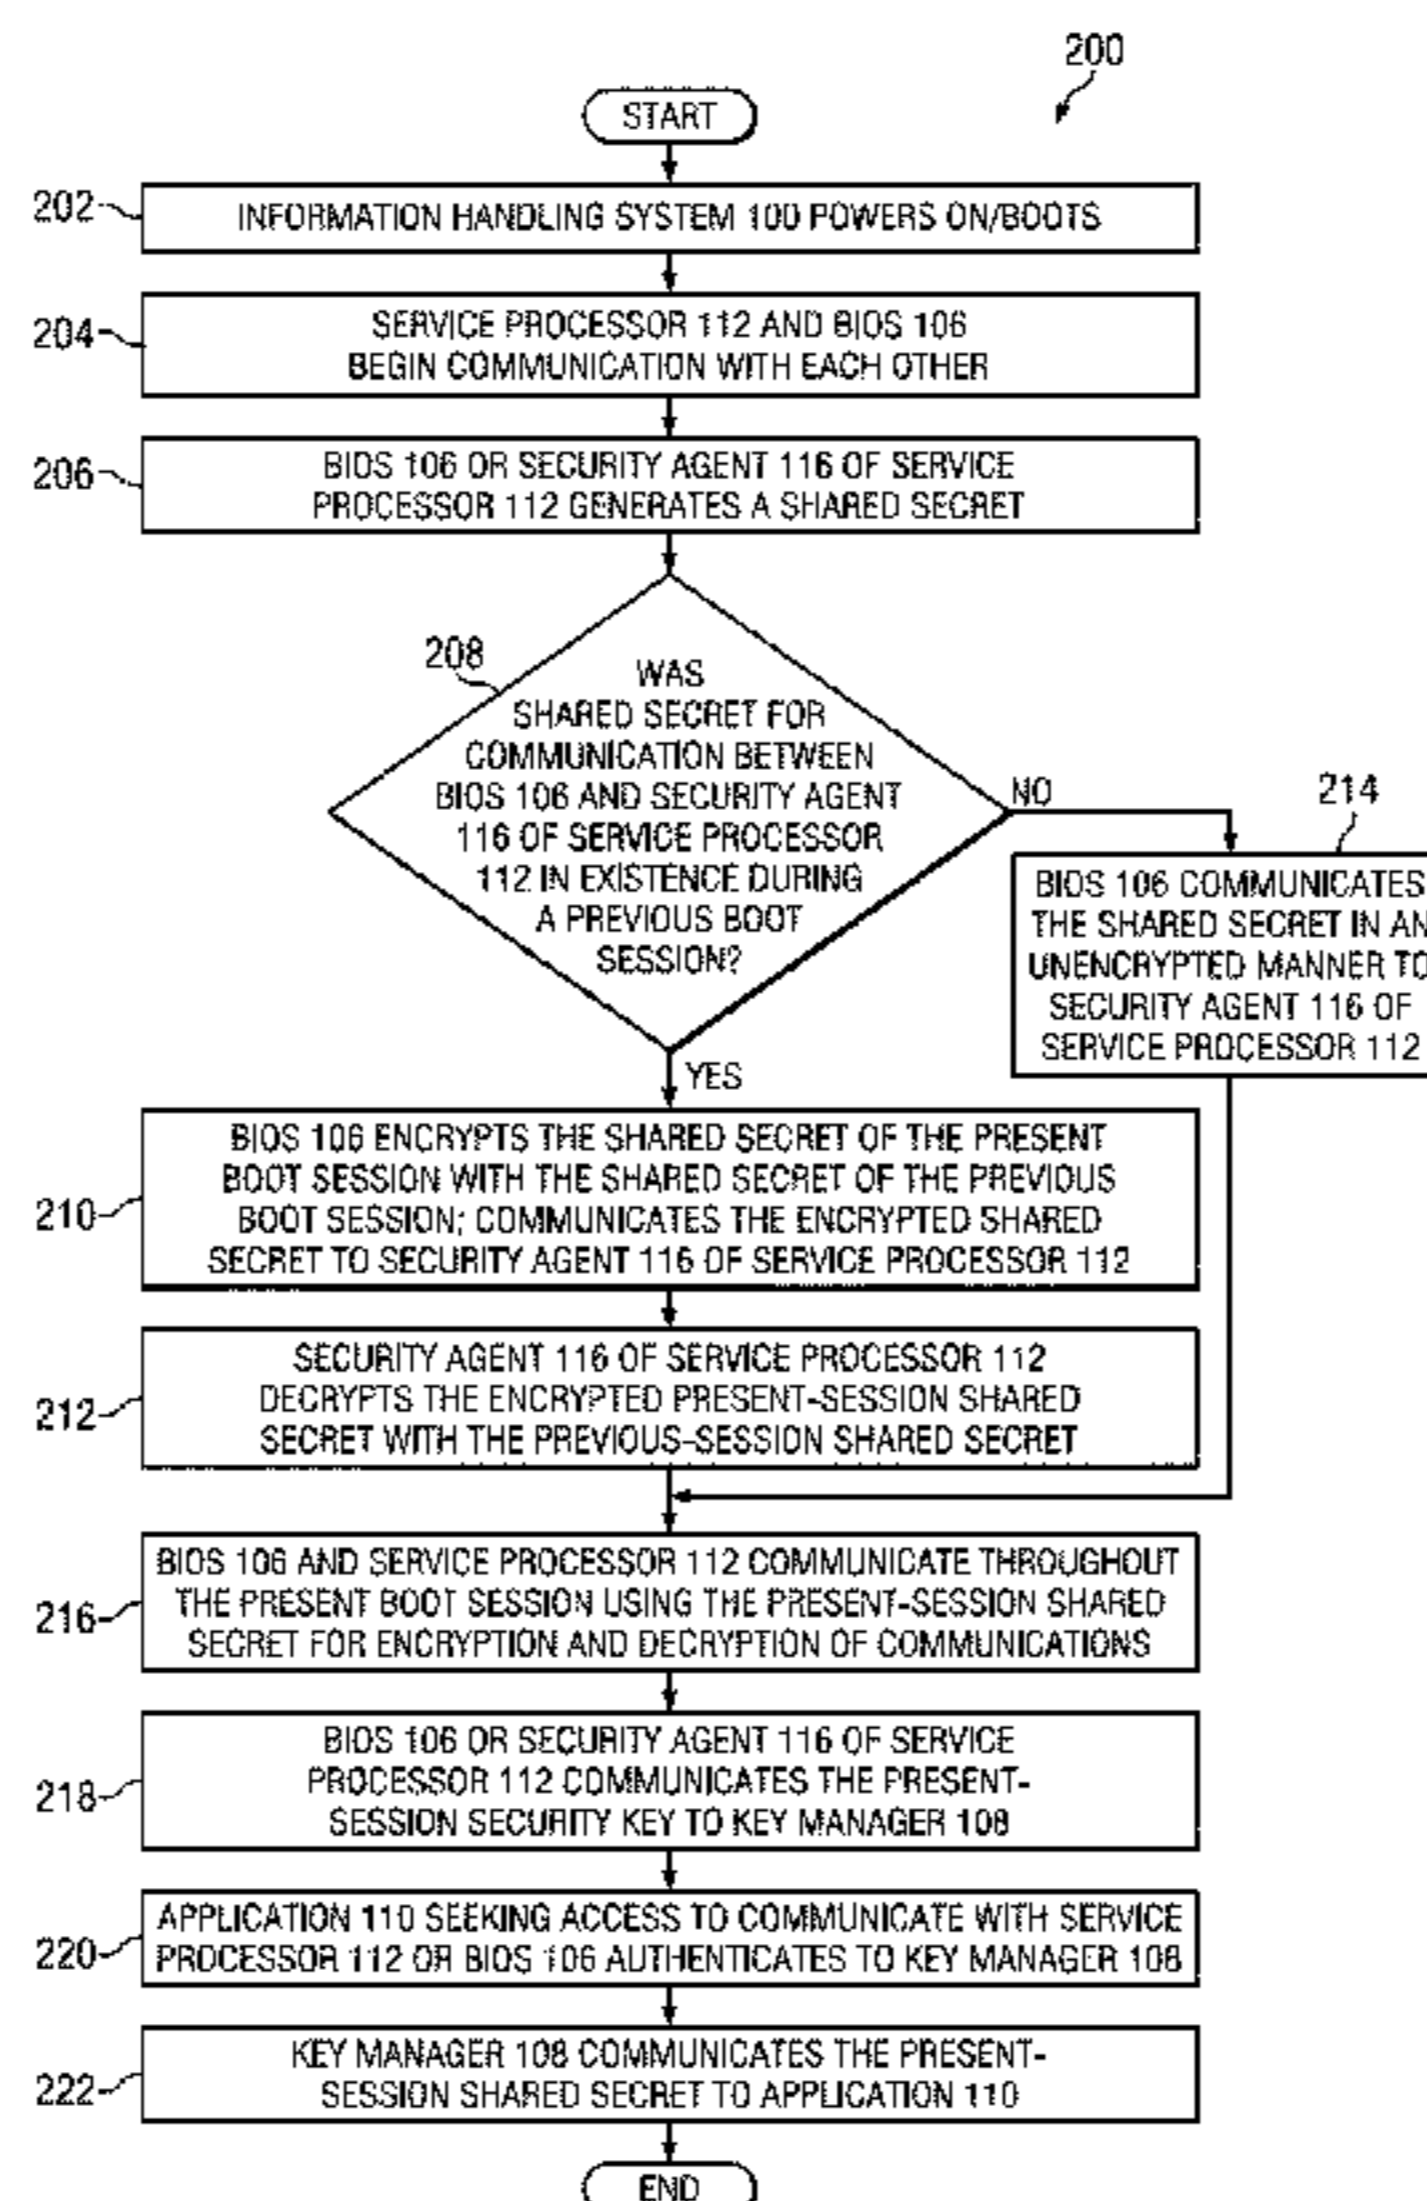 200
START
202
INFORMATION HANDLING SYSTEM 100 POWERS ON/BOOTS
204
SERVICE PROCESSOR 112 AND BIOS 106
BEGIN COMMUNICATION WITH EACH OTHER
206
BIOS 106 OR SECURITY AGENT 116 OF SERVICE
PROCESSOR 112 GENERATES A SHARED SECRET
208
WAS
SHARED SECRET FOR
COMMUNICATION BETWEEN
BIOS 106 AND SECURITY AGENT
116 OF SERVICE PROCESSOR
112 IN EXISTENCE DURING
A PREVIOUS BOOT
SESSION?
NO
214
BIOS 106 COMMUNICATES
THE SHARED SECRET IN AN
UNENCRYPTED MANNER TO
SECURITY AGENT 116 OF
SERVICE PROCESSOR 112
YES
210
BIOS 106 ENCRYPTS THE SHARED SECRET OF THE PRESENT
BOOT SESSION WITH THE SHARED SECRET OF THE PREVIOUS
BOOT SESSION; COMMUNICATES THE ENCRYPTED SHARED
SECRET TO SECURITY AGENT 116 OF SERVICE PROCESSOR 112
212
SECURITY AGENT 116 OF SERVICE PROCESSOR 112
DECRYPTS THE ENCRYPTED PRESENT-SESSION SHARED
SECRET WITH THE PREVIOUS-SESSION SHARED SECRET
216
BIOS 106 AND SERVICE PROCESSOR 112 COMMUNICATE THROUGHOUT
THE PRESENT BOOT SESSION USING THE PRESENT-SESSION SHARED
SECRET FOR ENCRYPTION AND DECRYPTION OF COMMUNICATIONS
218
BIOS 106 OR SECURITY AGENT 116 OF SERVICE
PROCESSOR 112 COMMUNICATES THE PRESENT-
SESSION SECURITY KEY TO KEY MANAGER 108
220
APPLICATION 110 SEEKING ACCESS TO COMMUNICATE WITH SERVICE
PROCESSOR 112 OR BIOS 106 AUTHENTICATES TO KEY MANAGER 108
222
KEY MANAGER 108 COMMUNICATES THE PRESENT-
SESSION SHARED SECRET TO APPLICATION 110
END